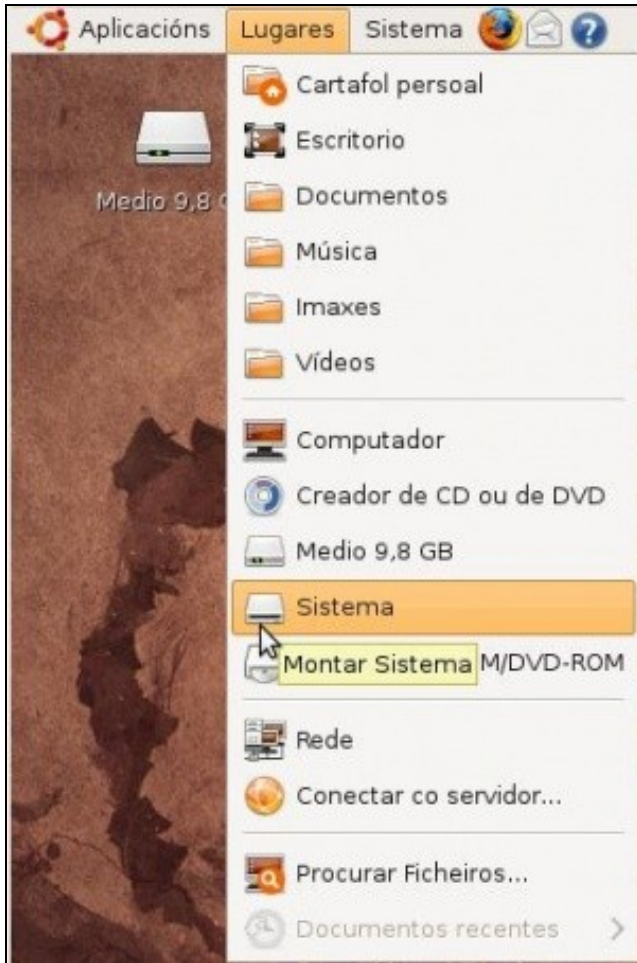 Aplicacións Lugares Sistema
Cartafol persoal
Medio 9,8
Escritorio
Documentos
Música
Imaxes
Vídeos
Computador
Creador de CD ou de DVD
Medio 9,8 GB
Sistema
Montar Sistema M/DVD-ROM
Rede
Conectar co servidor...
Procurar Ficheiros...
Documentos recentes